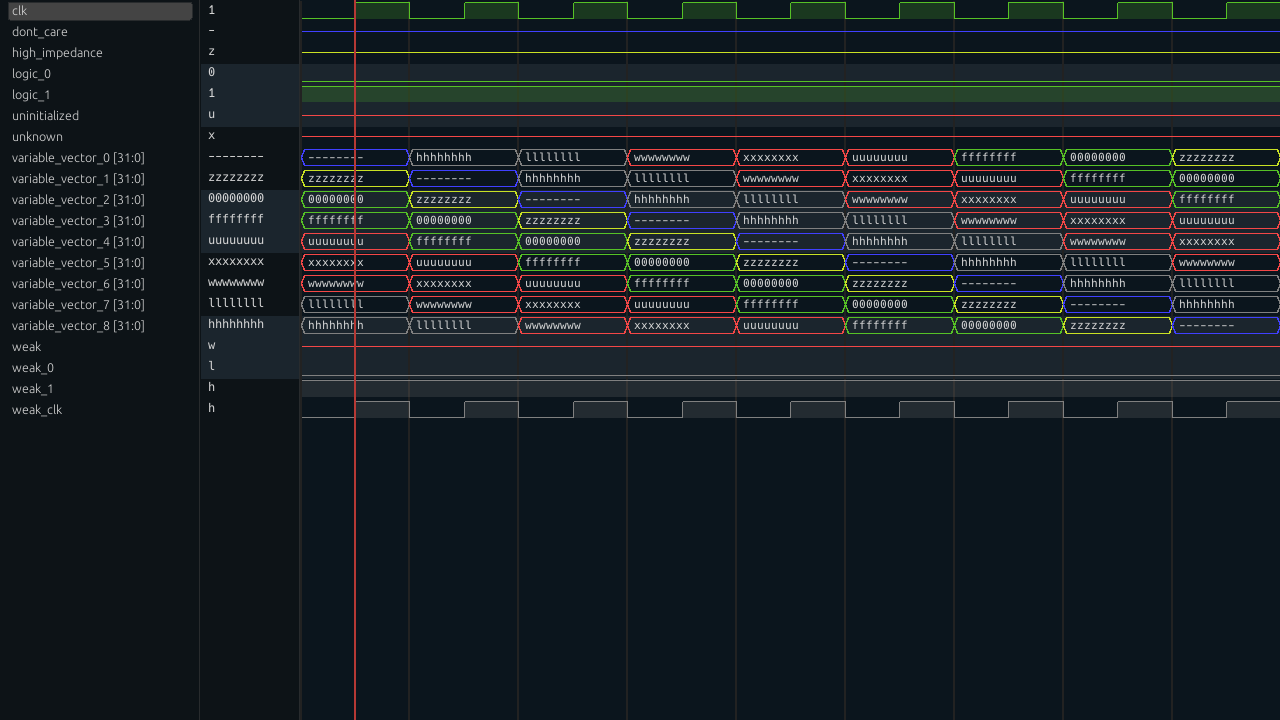 clk 1
dont_care –
high_impedance z
logic_0 0
logic_1 1
uninitialized u
unknown x
variable_vector_0 [31:0] -------- -------- hhhhhhhh llllllll wwwwwwww xxxxxxxx uuuuuuuu ffffffff 00000000 zzzzzzzz
variable_vector_1 [31:0] zzzzzzzz zzzzzzzz -------- hhhhhhhh llllllll wwwwwwww xxxxxxxx uuuuuuuu ffffffff 00000000
variable_vector_2 [31:0] 00000000 00000000 zzzzzzzz -------- hhhhhhhh llllllll wwwwwwww xxxxxxxx uuuuuuuu ffffffff
variable_vector_3 [31:0] ffffffff ffffffff 00000000 zzzzzzzz -------- hhhhhhhh llllllll wwwwwwww xxxxxxxx uuuuuuuu
variable_vector_4 [31:0] uuuuuuuu uuuuuuuu ffffffff 00000000 zzzzzzzz -------- hhhhhhhh llllllll wwwwwwww xxxxxxxx
variable_vector_5 [31:0] xxxxxxxx xxxxxxxx uuuuuuuu ffffffff 00000000 zzzzzzzz -------- hhhhhhhh llllllll wwwwwwww
variable_vector_6 [31:0] wwwwwwww wwwwwwww xxxxxxxx uuuuuuuu ffffffff 00000000 zzzzzzzz -------- hhhhhhhh llllllll
variable_vector_7 [31:0] llllllll llllllll wwwwwwww xxxxxxxx uuuuuuuu ffffffff 00000000 zzzzzzzz -------- hhhhhhhh
variable_vector_8 [31:0] hhhhhhhh hhhhhhhh llllllll wwwwwwww xxxxxxxx uuuuuuuu ffffffff 00000000 zzzzzzzz --------
weak w
weak_0 l
weak_1 h
weak_clk h